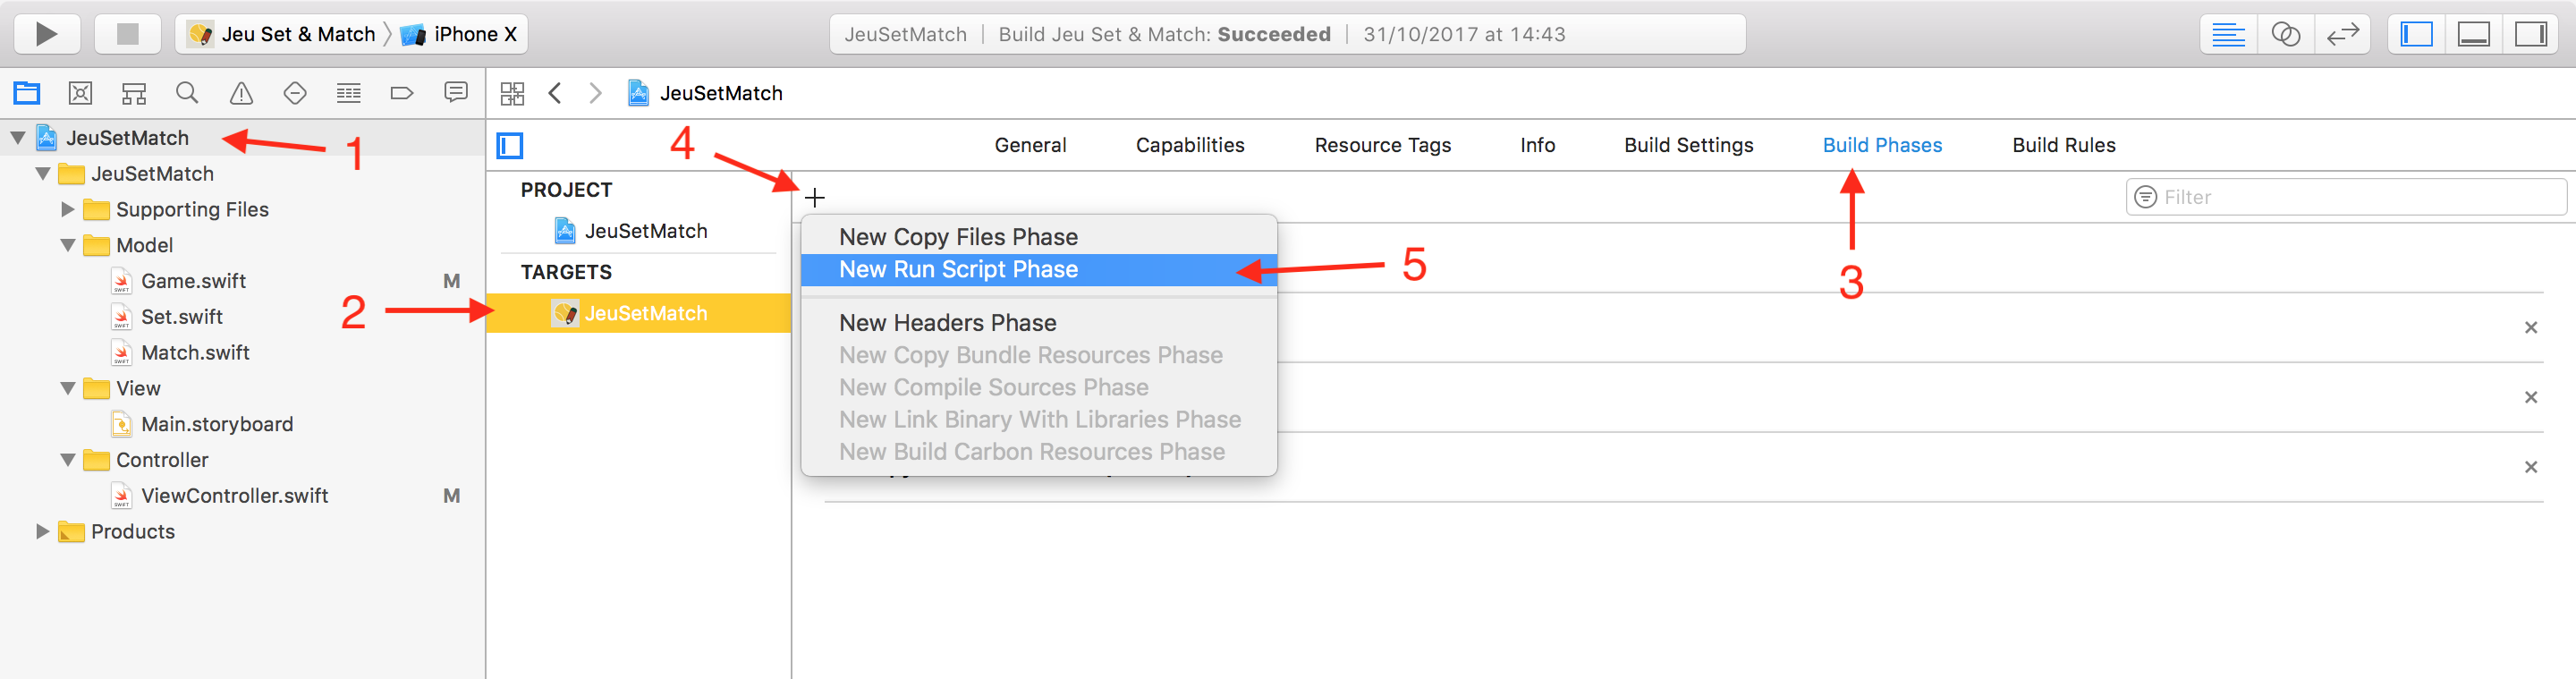 Jeu Set & Match iPhone X
JeuSetMatch Build Jeu Set & Match: Succeeded 31/10/2017 at 14:43
JeuSetMatch
JeuSetMatch
1
JeuSetMatch
Supporting Files
Model
Game.swift M
Set.swift
Match.swift
View
Main.storyboard
Controller
ViewController.swift M
Products
4
General Capabilities Resource Tags Info Build Settings Build Phases Build Rules
PROJECT
JeuSetMatch
TARGETS
2
JeuSetMatch
Filter
3
New Copy Files Phase
New Run Script Phase
5
New Headers Phase
New Copy Bundle Resources Phase
New Compile Sources Phase
New Link Binary With Libraries Phase
New Build Carbon Resources Phase